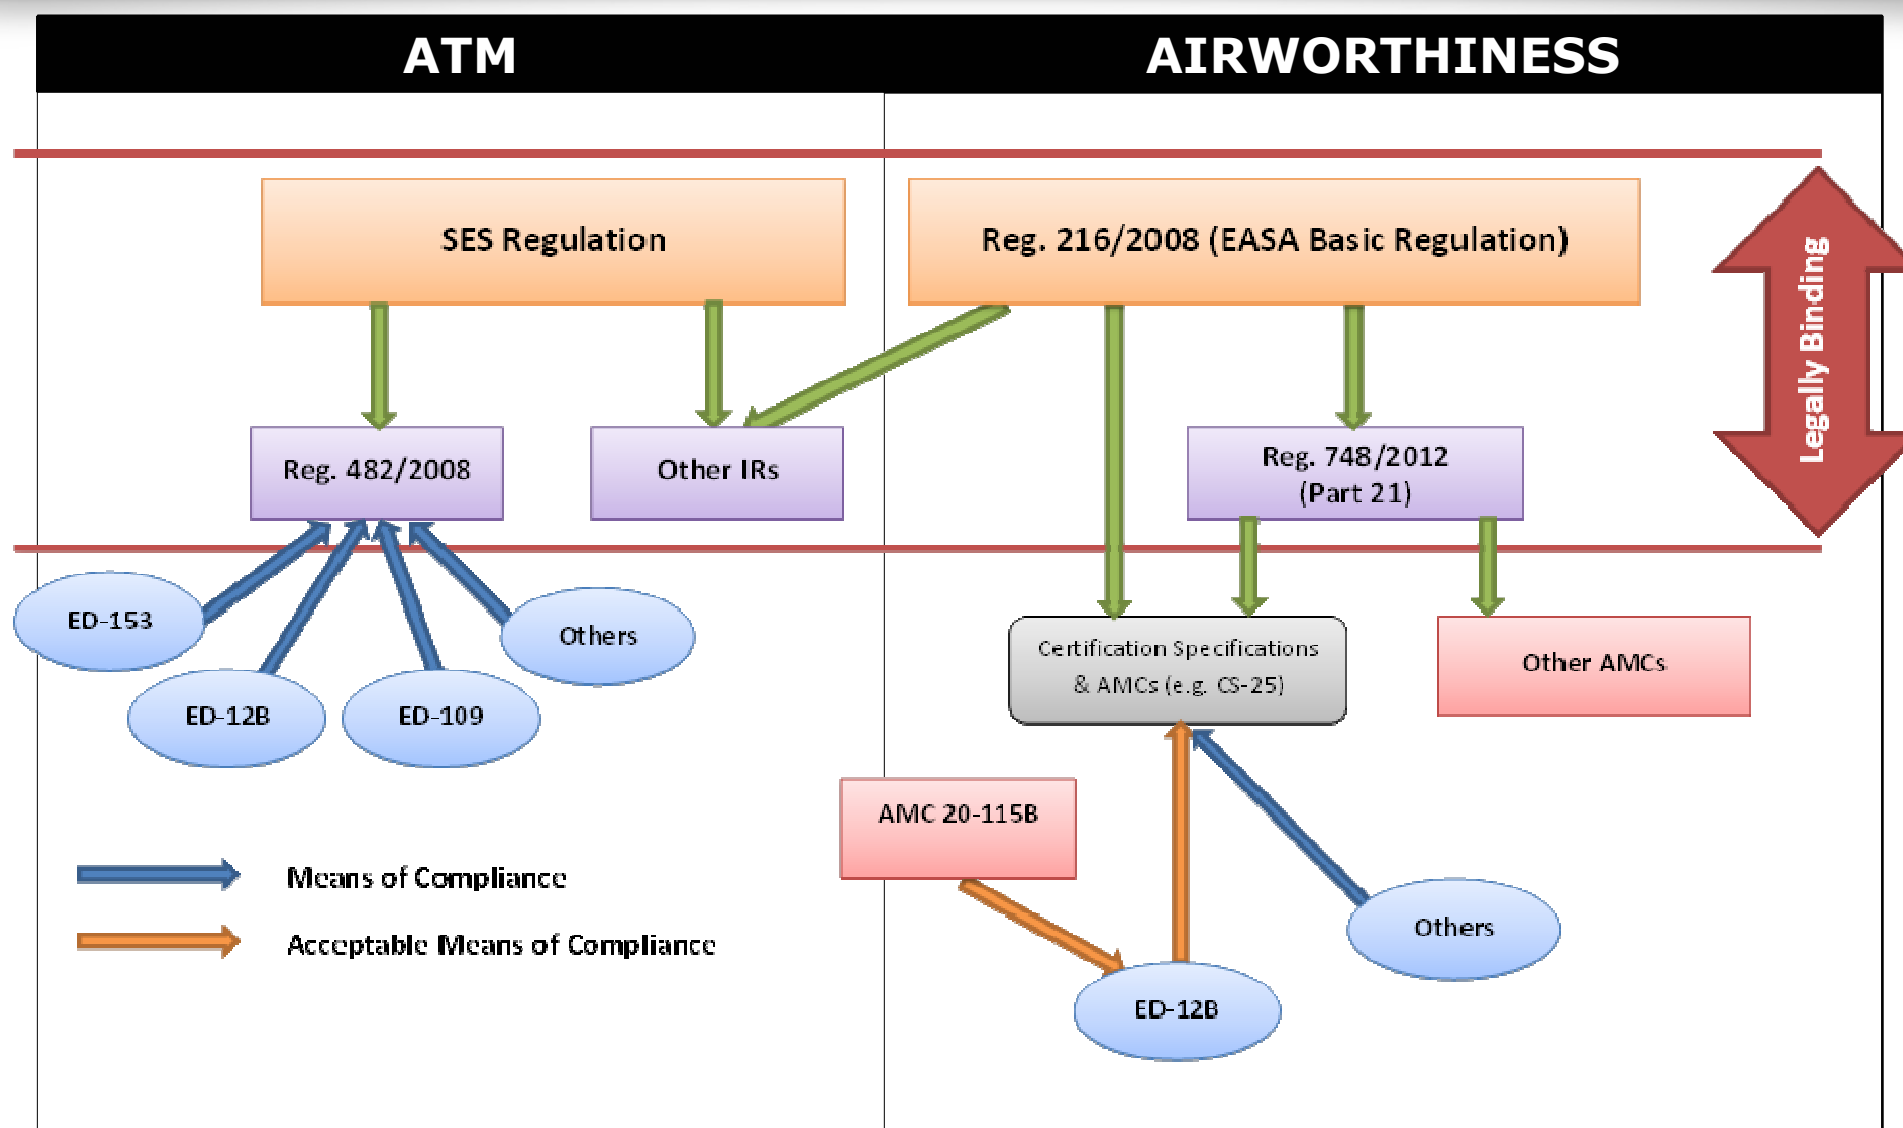 ATM
AIRWORTHINESS
SES Regulation
Reg. 216/2008 (EASA Basic Regulation)
Legally Binding
Reg. 482/2008
Other IRs
Reg. 748/2012
(Part 21)
ED-153
Others
ED-12B
ED-109
Certification Specifications
& AMCs (e.g. CS-25)
Other AMCs
AMC 20-115B
Means of Compliance
Acceptable Means of Compliance
Others
ED-12B